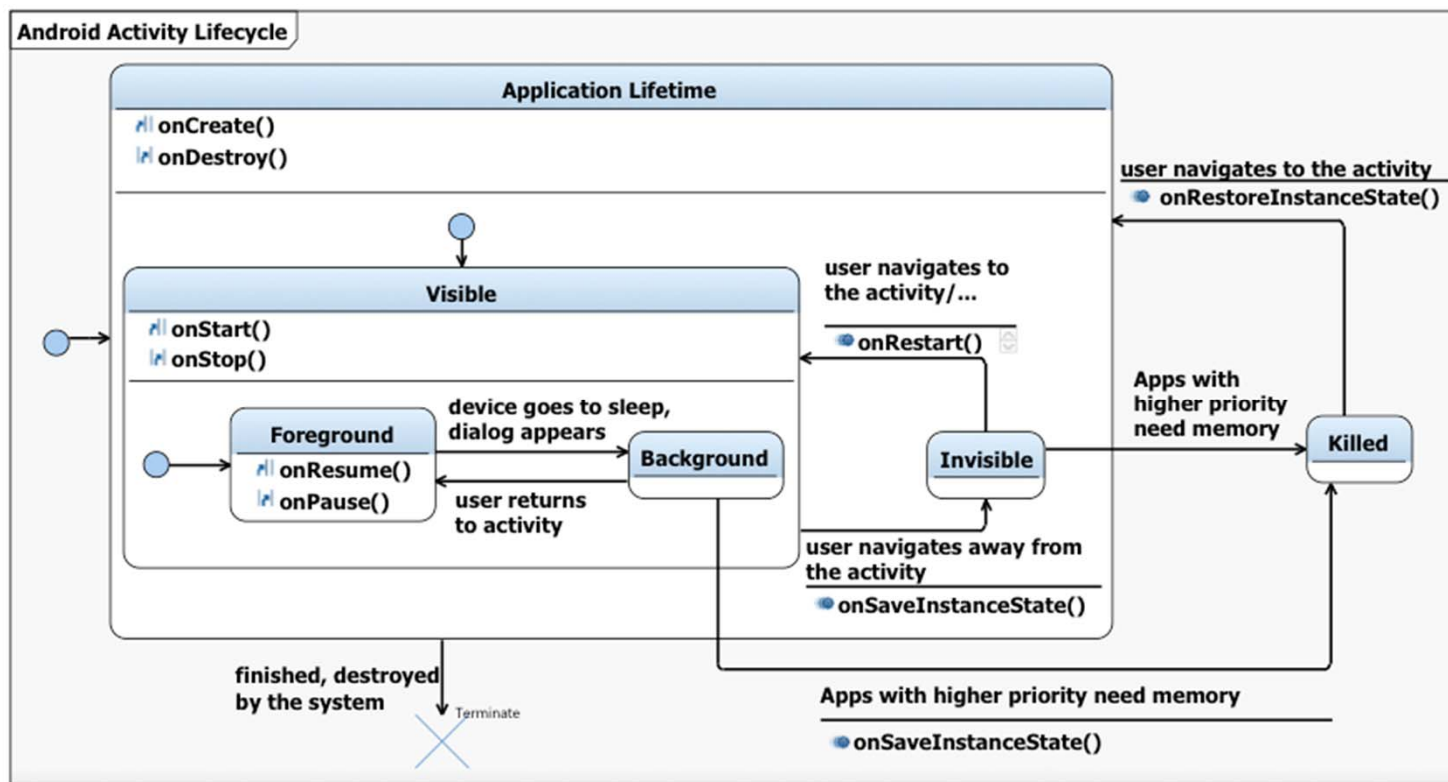 Android Activity Lifecycle
Application Lifetime
onCreate()
onDestroy()
user navigates to the activity
onRestoreInstanceState()
Visible
onStart()
onStop()
user navigates to
the activity/...
onRestart()
Foreground
onResume()
onPause()
device goes to sleep,
dialog appears
Background
user returns
to activity
Invisible
Apps with
higher priority
need memory
Killed
user navigates away from
the activity
onSaveInstanceState()
finished, destroyed
by the system
Terminate
Apps with higher priority need memory
onSaveInstanceState()